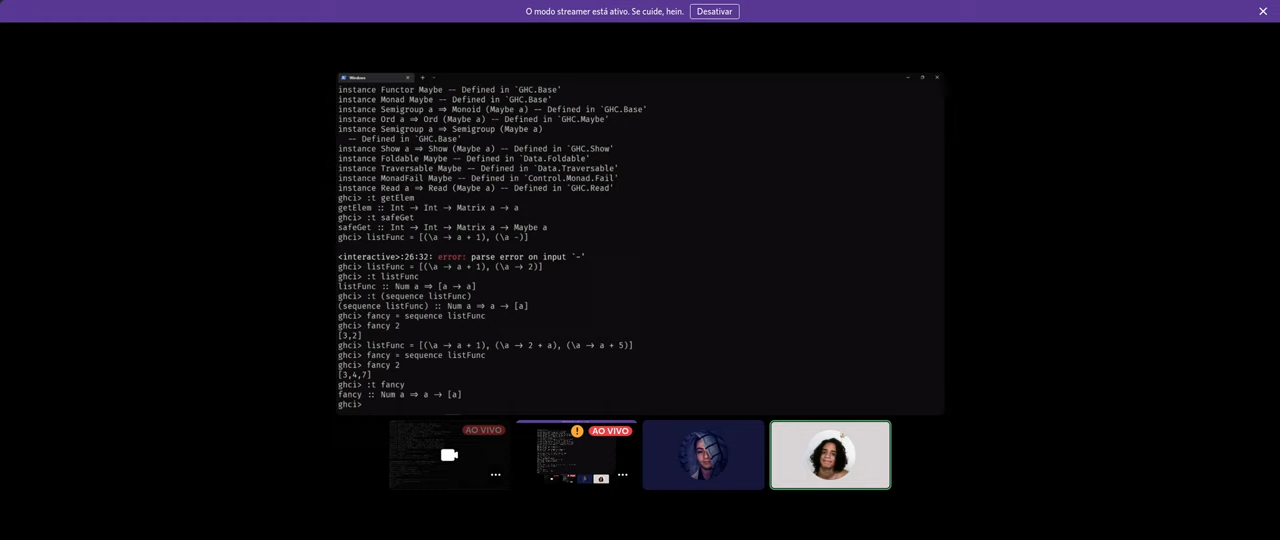 O modo streamer está ativo. Se cuide, hein. Desativar
Windows
instance Functor Maybe -- Defined in `GHC.Base'
instance Monad Maybe -- Defined in `GHC.Base'
instance Semigroup a ⇒ Monoid (Maybe a) -- Defined in `GHC.Base'
instance Ord a ⇒ Ord (Maybe a) -- Defined in `GHC.Maybe'
instance Semigroup a ⇒ Semigroup (Maybe a)
-- Defined in `GHC.Base'
instance Show a ⇒ Show (Maybe a) -- Defined in `GHC.Show'
instance Foldable Maybe -- Defined in `Data.Foldable'
instance Traversable Maybe -- Defined in `Data.Traversable'
instance MonadFail Maybe -- Defined in `Control.Monad.Fail'
instance Read a ⇒ Read (Maybe a) -- Defined in `GHC.Read'
ghci> :t getElem
getElem :: Int → Int → Matrix a → a
ghci> :t safeGet
safeGet :: Int → Int → Matrix a → Maybe a
ghci> listFunc = [(\a → a + 1), (\a -)]
<interactive>:26:32: error: parse error on input `-'
ghci> listFunc = [(\a → a + 1), (\a → 2)]
ghci> :t listFunc
listFunc :: Num a ⇒ [a → a]
ghci> :t (sequence listFunc)
(sequence listFunc) :: Num a ⇒ a → [a]
ghci> fancy = sequence listFunc
ghci> fancy 2
[3,2]
ghci> listFunc = [(\a → a + 1), (\a → 2 + a), (\a → a + 5)]
ghci> fancy = sequence listFunc
ghci> fancy 2
[3,4,7]
ghci> :t fancy
fancy :: Num a ⇒ a → [a]
ghci>
AO VIVO
AO VIVO